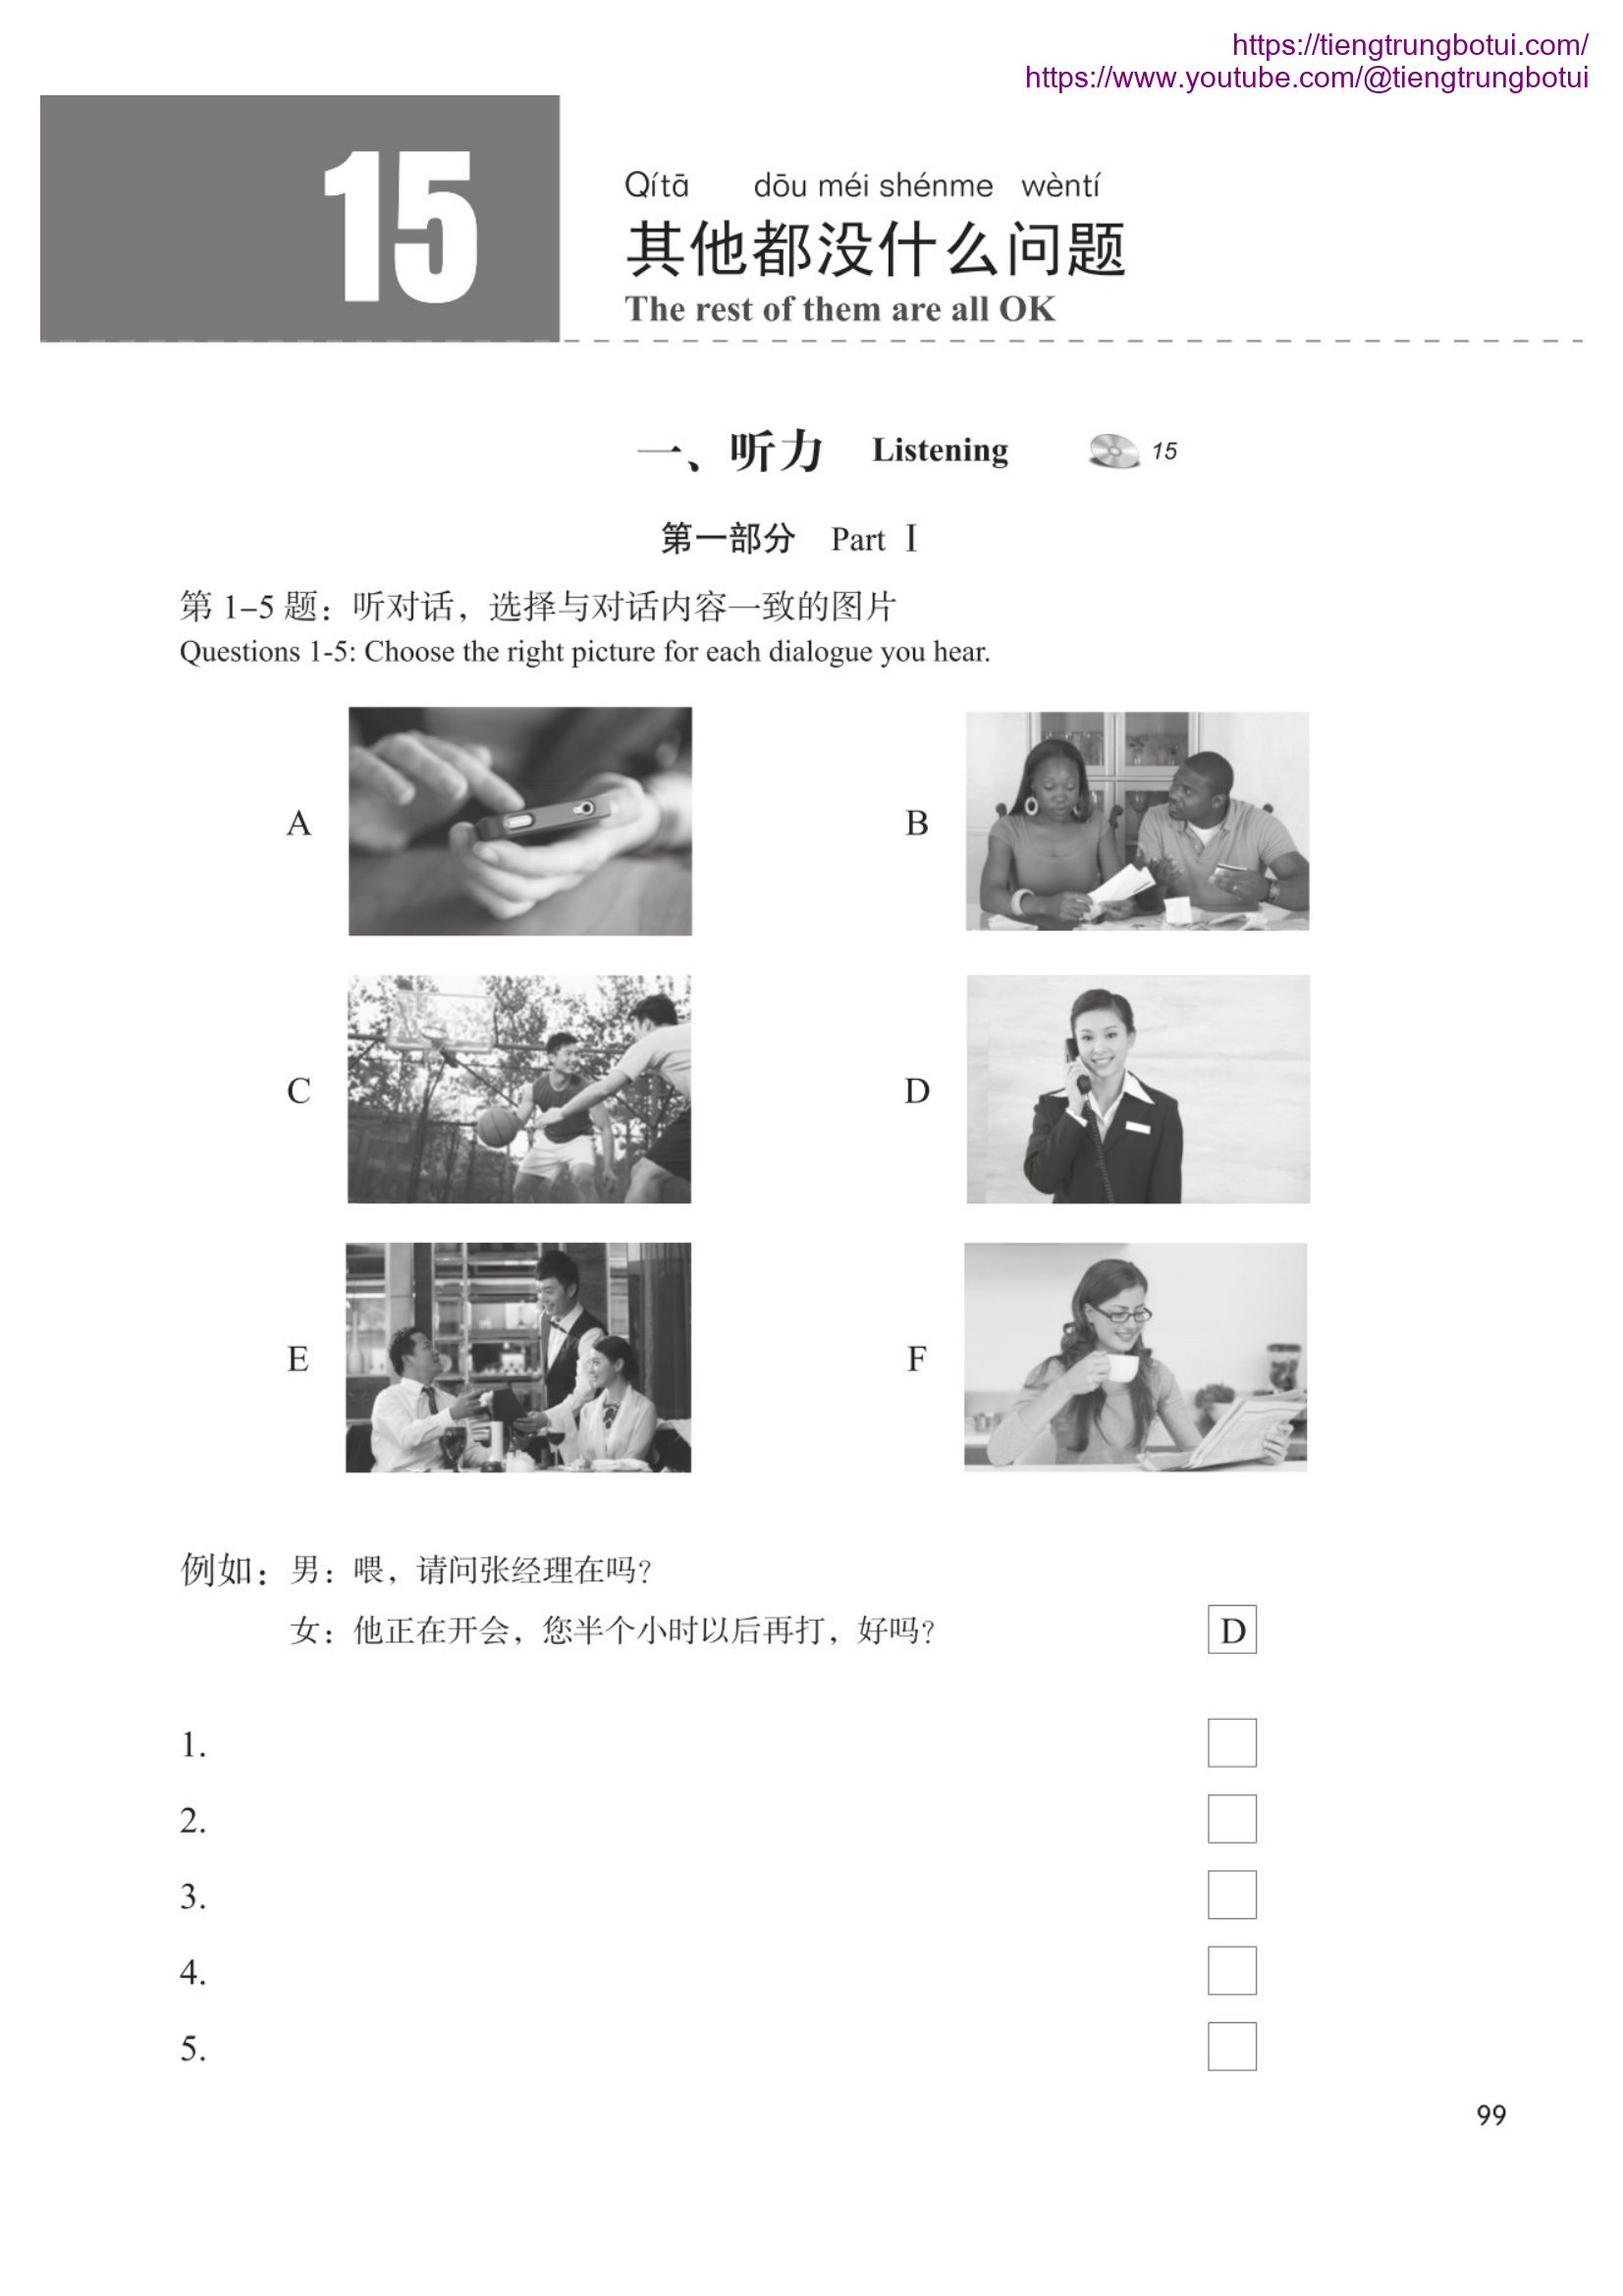 https://tiengtrungbotui.com/
https://www.youtube.com/@tiengtrungbotui
15
Qítā dōu méi shénme wèntí
其他都没什么问题
The rest of them are all OK
一、听力 Listening 15
第一部分 Part Ⅰ
第 1–5 题：听对话，选择与对话内容一致的图片
Questions 1-5: Choose the right picture for each dialogue you hear.
A
B
C
D
E
F
例如：男：喂，请问张经理在吗？
女：他正在开会，您半个小时以后再打，好吗？ D
1.
2.
3.
4.
5.
99